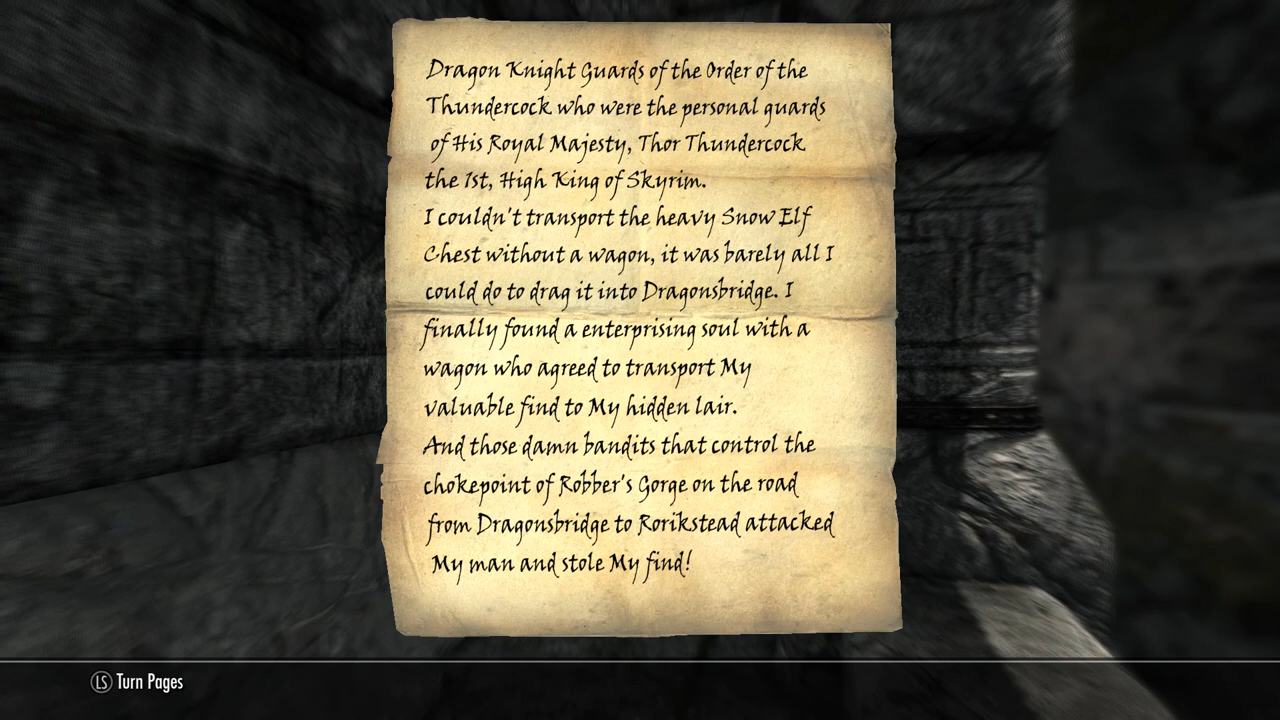 Dragon Knight Guards of the Order of the
Thundercock who were the personal guards
of His Royal Majesty, Thor Thundercock
the 1st, High King of Skyrim.
I couldn't transport the heavy Snow Elf
Chest without a wagon, it was barely all I
could do to drag it into Dragonsbridge. I
finally found a enterprising soul with a
wagon who agreed to transport My
valuable find to My hidden lair.
And those damn bandits that control the
chokepoint of Robber's Gorge on the road
from Dragonsbridge to Rorikstead attacked
My man and stole My find!
LS Turn Pages